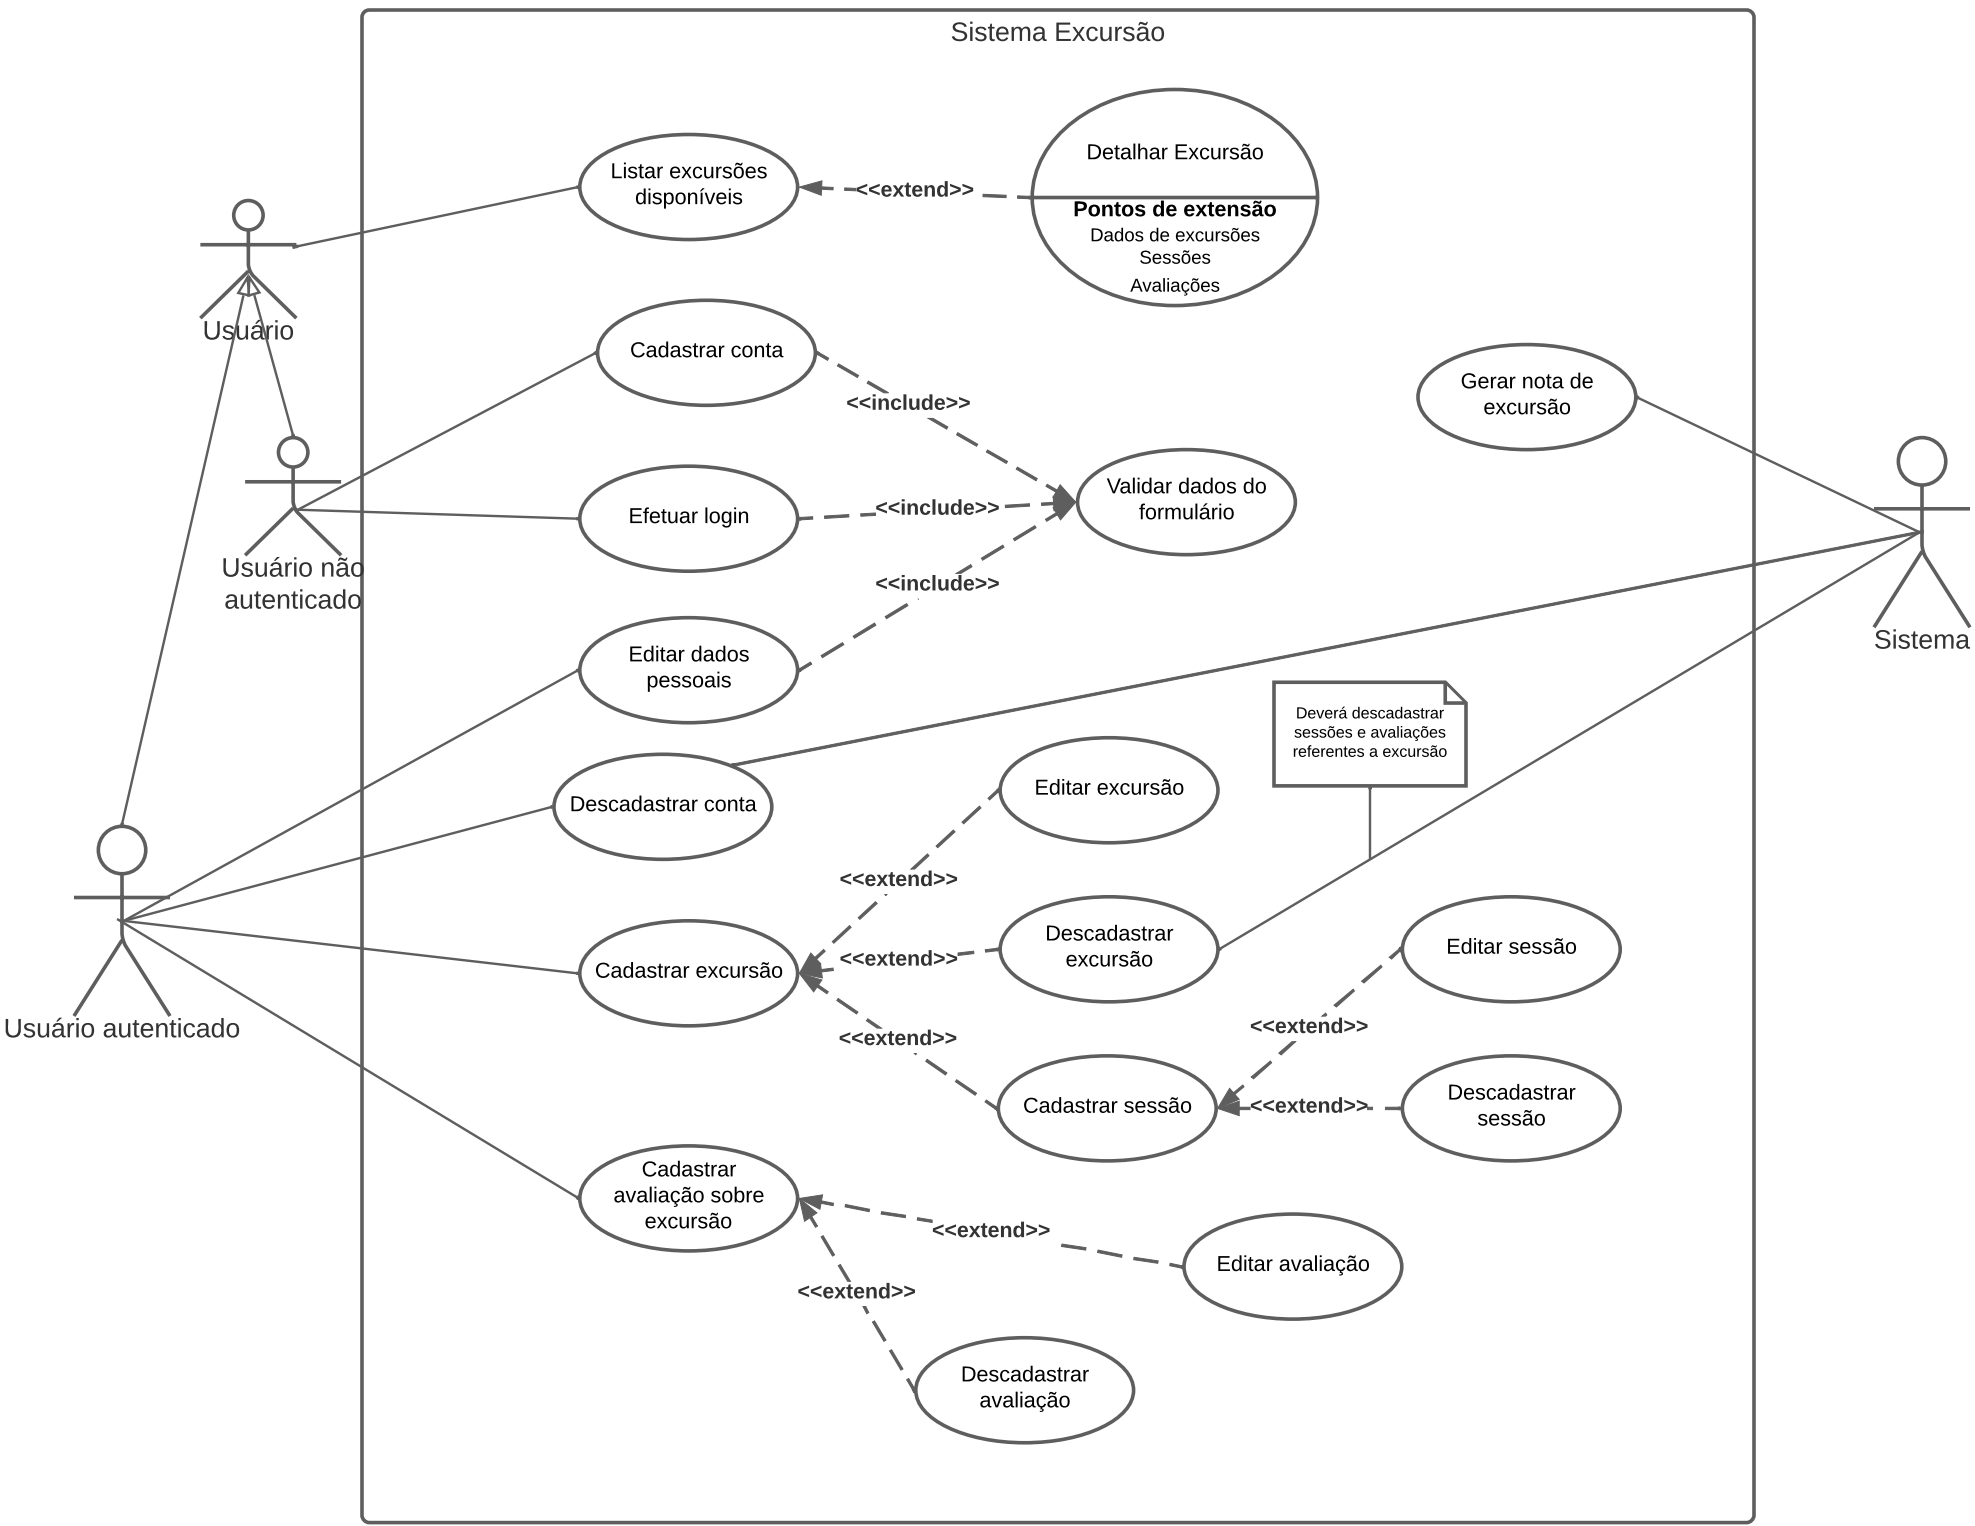 Sistema Excursão
Listar excursões
disponíveis
<<extend>>
Detalhar Excursão
Pontos de extensão
Dados de excursões
Sessões
Avaliações
Usuário
Cadastrar conta
<<include>>
Gerar nota de
excursão
Efetuar login
<<include>>
Validar dados do
formulário
Usuário não
autenticado
<<include>>
Sistema
Editar dados
pessoais
Deverá descadastrar
sessões e avaliações
referentes a excursão
Descadastrar conta
Editar excursão
<<extend>>
Cadastrar excursão
<<extend>>
Descadastrar
excursão
Editar sessão
Usuário autenticado
<<extend>>
<<extend>>
Cadastrar sessão
<<extend>>
Descadastrar
sessão
Cadastrar
avaliação sobre
excursão
<<extend>>
Editar avaliação
<<extend>>
Descadastrar
avaliação